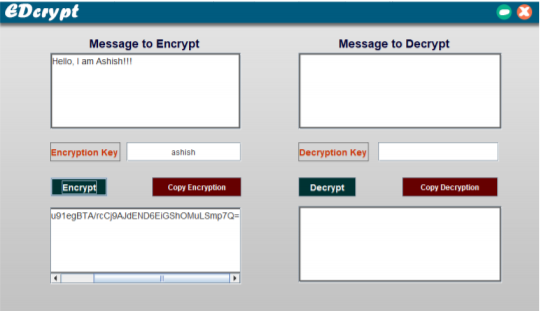 EDcrypt
Message to Encrypt
Hello, I am Ashish!!!
Encryption Key
ashish
Encrypt
Copy Encryption
u91egBTA/rcCj9AJdEND6EiGShOMuLSmp7Q=
Message to Decrypt
Decryption Key
Decrypt
Copy Decryption